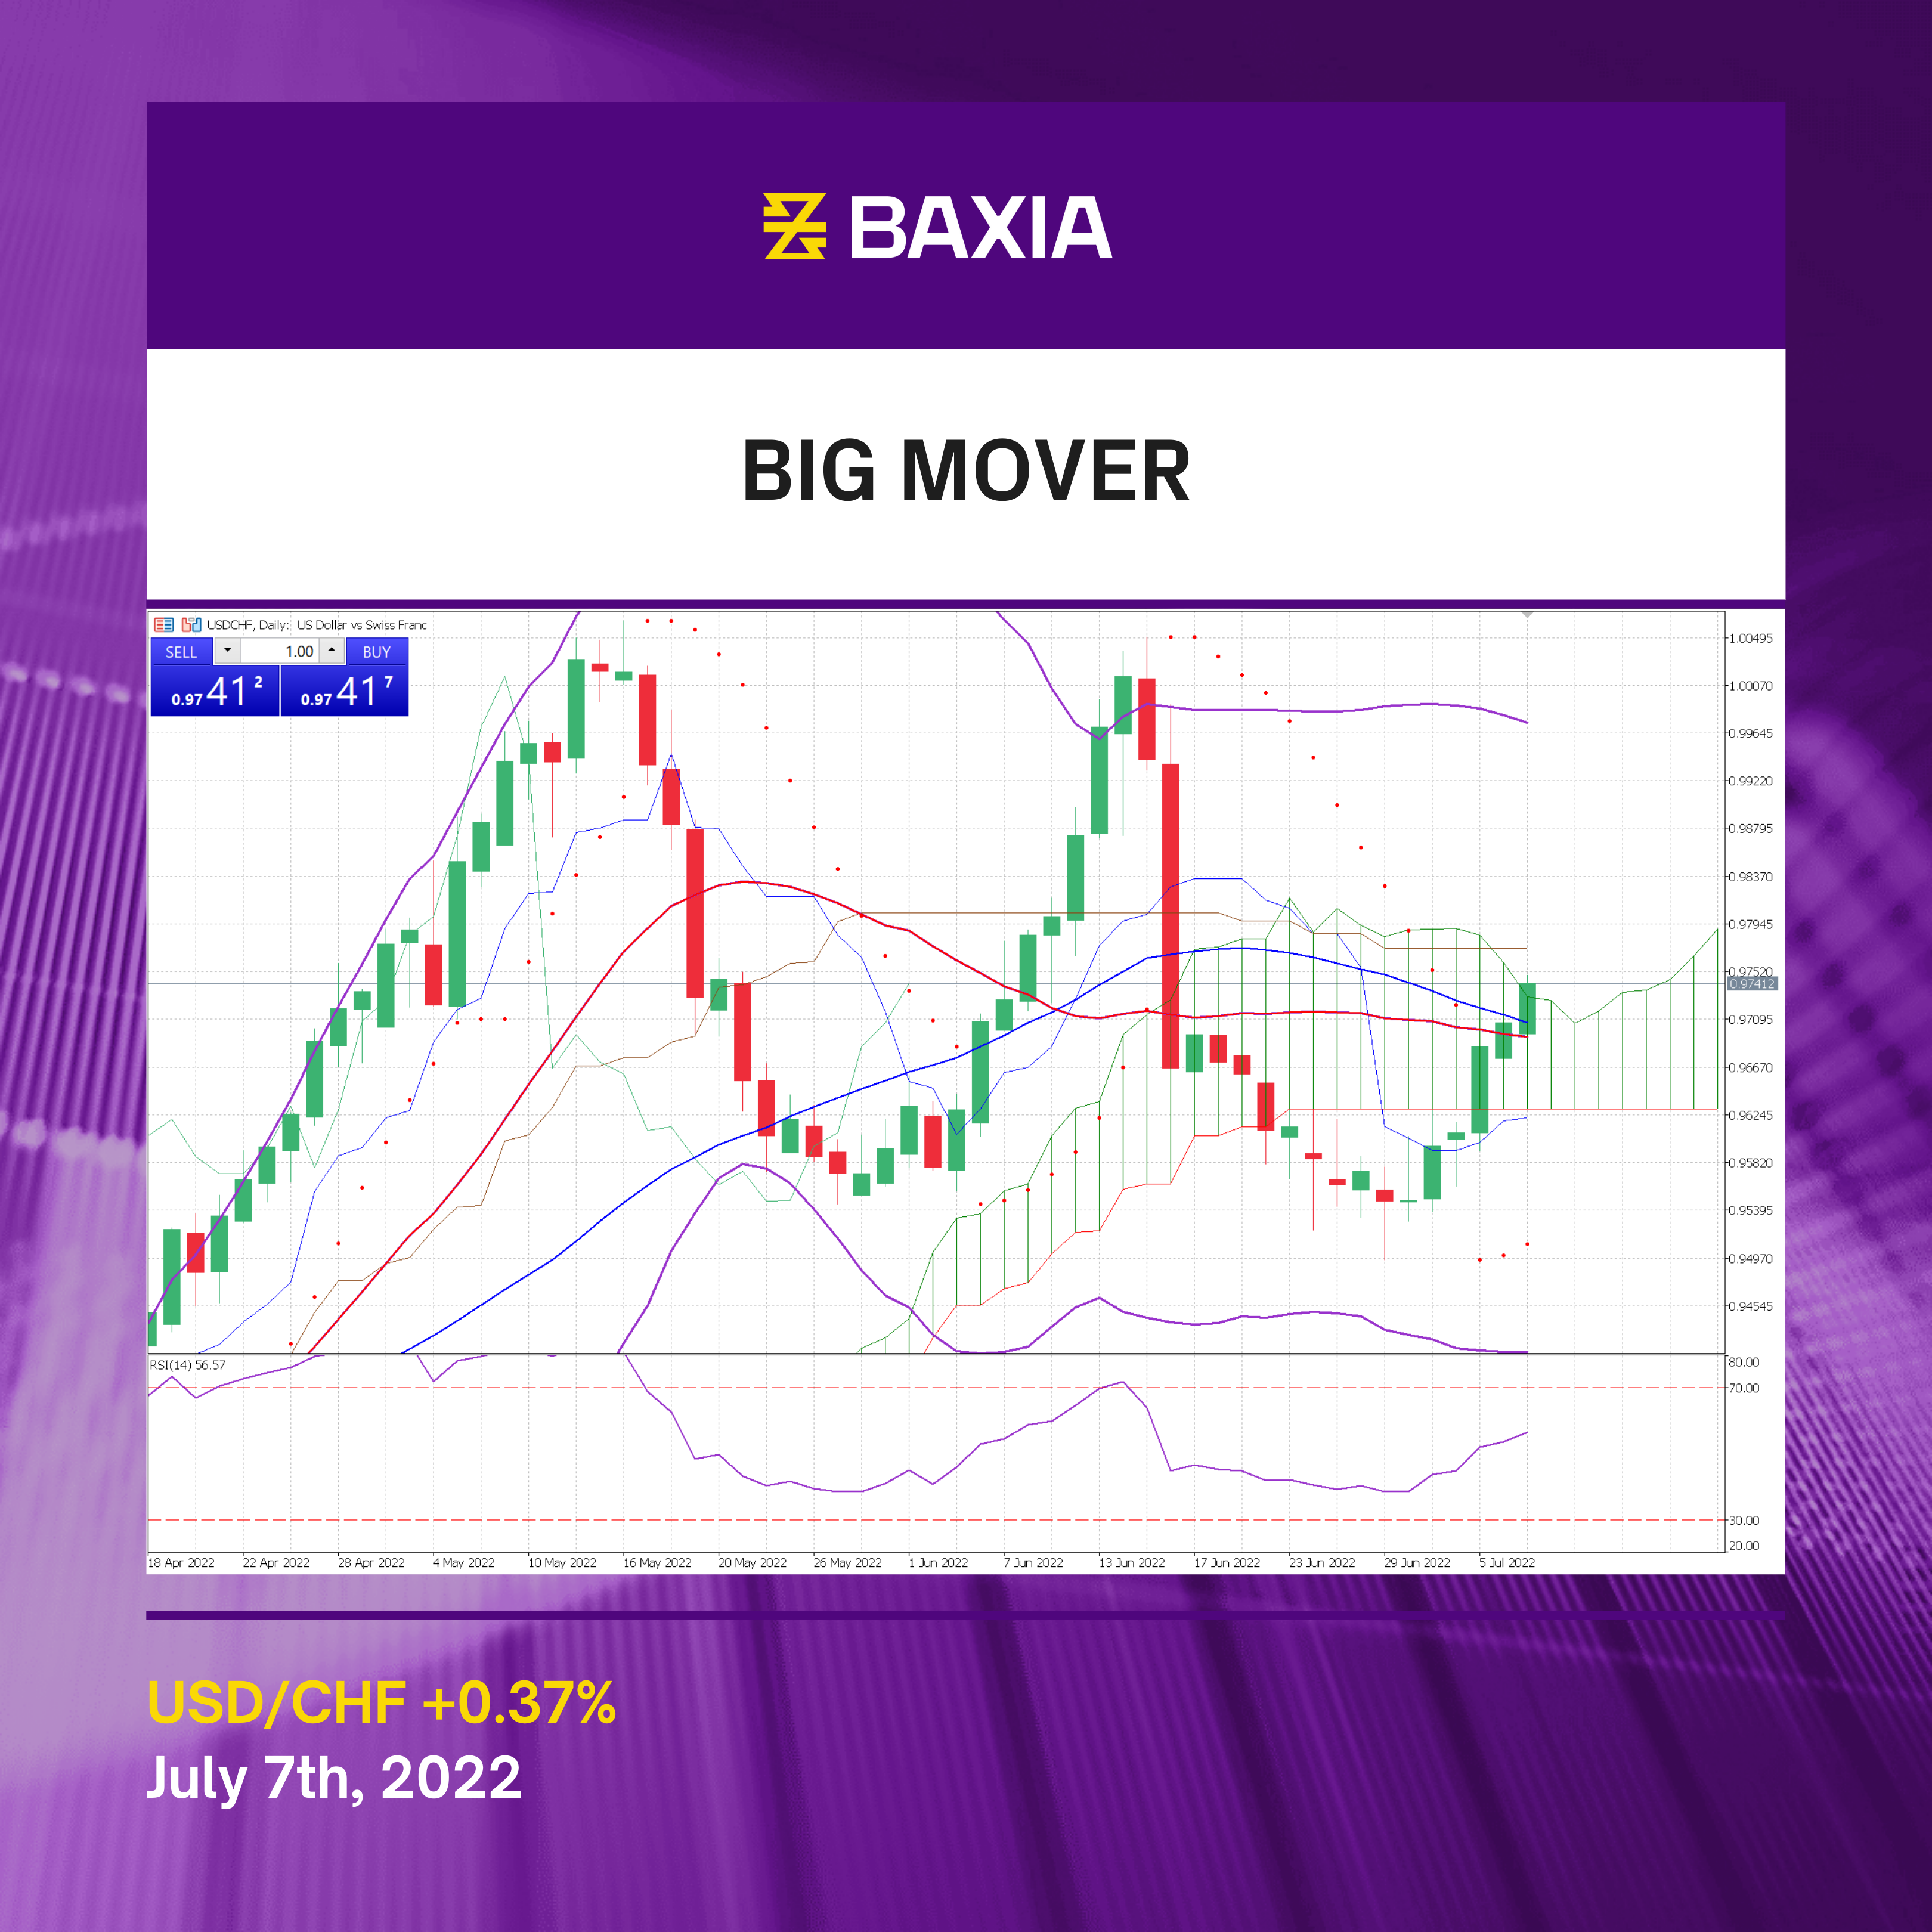 BAXIA
BIG MOVER
USDCHF, Daily: US Dollar vs Swiss Franc
SELL 1.00 BUY
0.97 41 2 0.97 41 7
1.00495
1.00070
0.99645
0.99220
0.98795
0.98370
0.97945
0.97520
0.97412
0.97095
0.96670
0.96245
0.95820
0.95395
0.94970
0.94545
RSI(14) 56.57
80.00
70.00
30.00
20.00
18 Apr 2022 22 Apr 2022 28 Apr 2022 4 May 2022 10 May 2022 16 May 2022 20 May 2022 26 May 2022 1 Jun 2022 7 Jun 2022 13 Jun 2022 17 Jun 2022 23 Jun 2022 29 Jun 2022 5 Jul 2022
USD/CHF +0.37%
July 7th, 2022